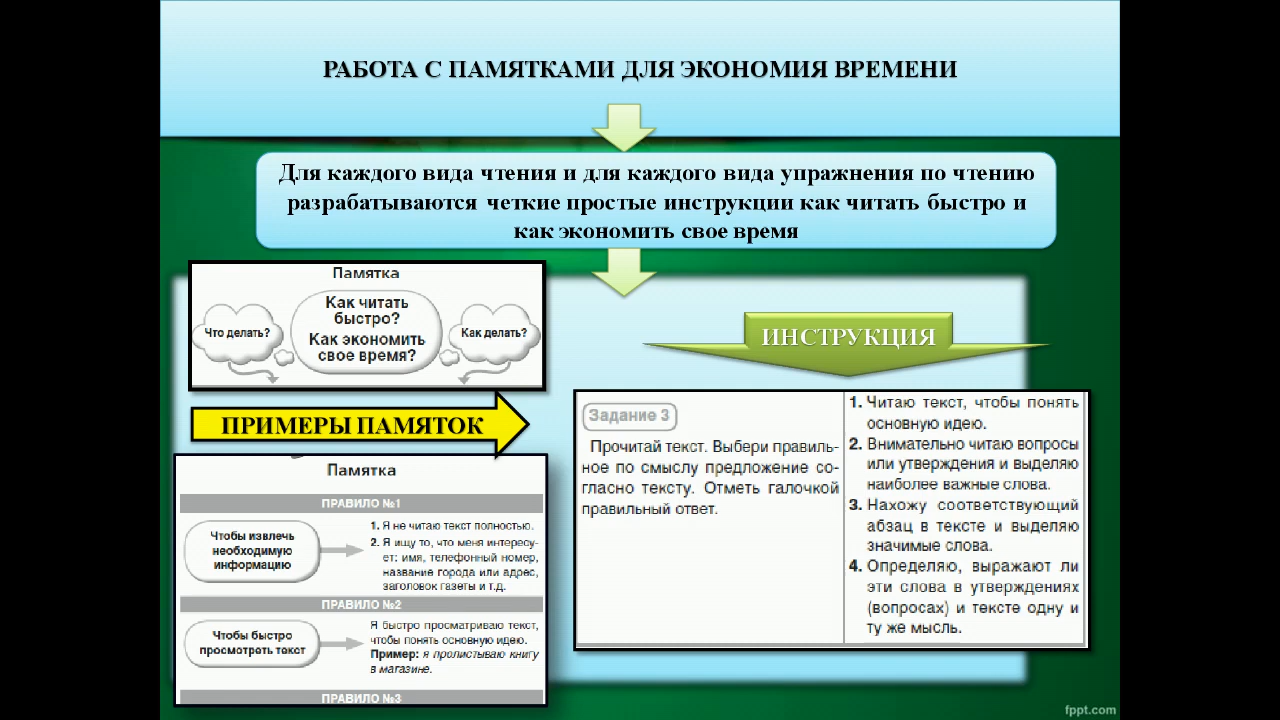 РАБОТА С ПАМЯТКАМИ ДЛЯ ЭКОНОМИЯ ВРЕМЕНИ
Для каждого вида чтения и для каждого вида упражнения по чтению
разрабатываются четкие простые инструкции как читать быстро и
как экономить свое время
Памятка
Что делать?
Как читать
быстро?
Как экономить
свое время?
Как делать?
ПРИМЕРЫ ПАМЯТОК
Памятка
ПРАВИЛО №1
Чтобы извлечь
необходимую
информацию
1. Я не читаю текст полностью.
2. Я ищу то, что меня интересу-
ет: имя, телефонный номер,
название города или адрес,
заголовок газеты и т.д.
ПРАВИЛО №2
Чтобы быстро
просмотреть текст
Я быстро просматриваю текст,
чтобы понять основную идею.
Пример: я пролистываю книгу
в магазине.
ПРАВИЛО №3
ИНСТРУКЦИЯ
Задание 3
Прочитай текст. Выбери правиль-
ное по смыслу предложение со-
гласно тексту. Отметь галочкой
правильный ответ.
1. Читаю текст, чтобы понять
основную идею.
2. Внимательно читаю вопросы
или утверждения и выделяю
наиболее важные слова.
3. Нахожу соответствующий
абзац в тексте и выделяю
значимые слова.
4. Определяю, выражают ли
эти слова в утверждениях
(вопросах) и тексте одну и
ту же мысль.
fppt.com